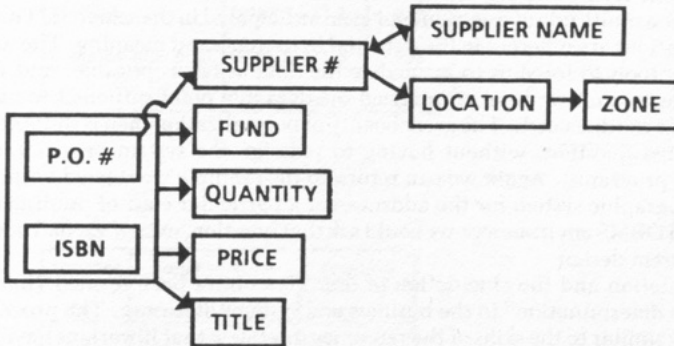 SUPPLIER NAME
SUPPLIER #
LOCATION
ZONE
P.O. #
FUND
QUANTITY
ISBN
PRICE
TITLE